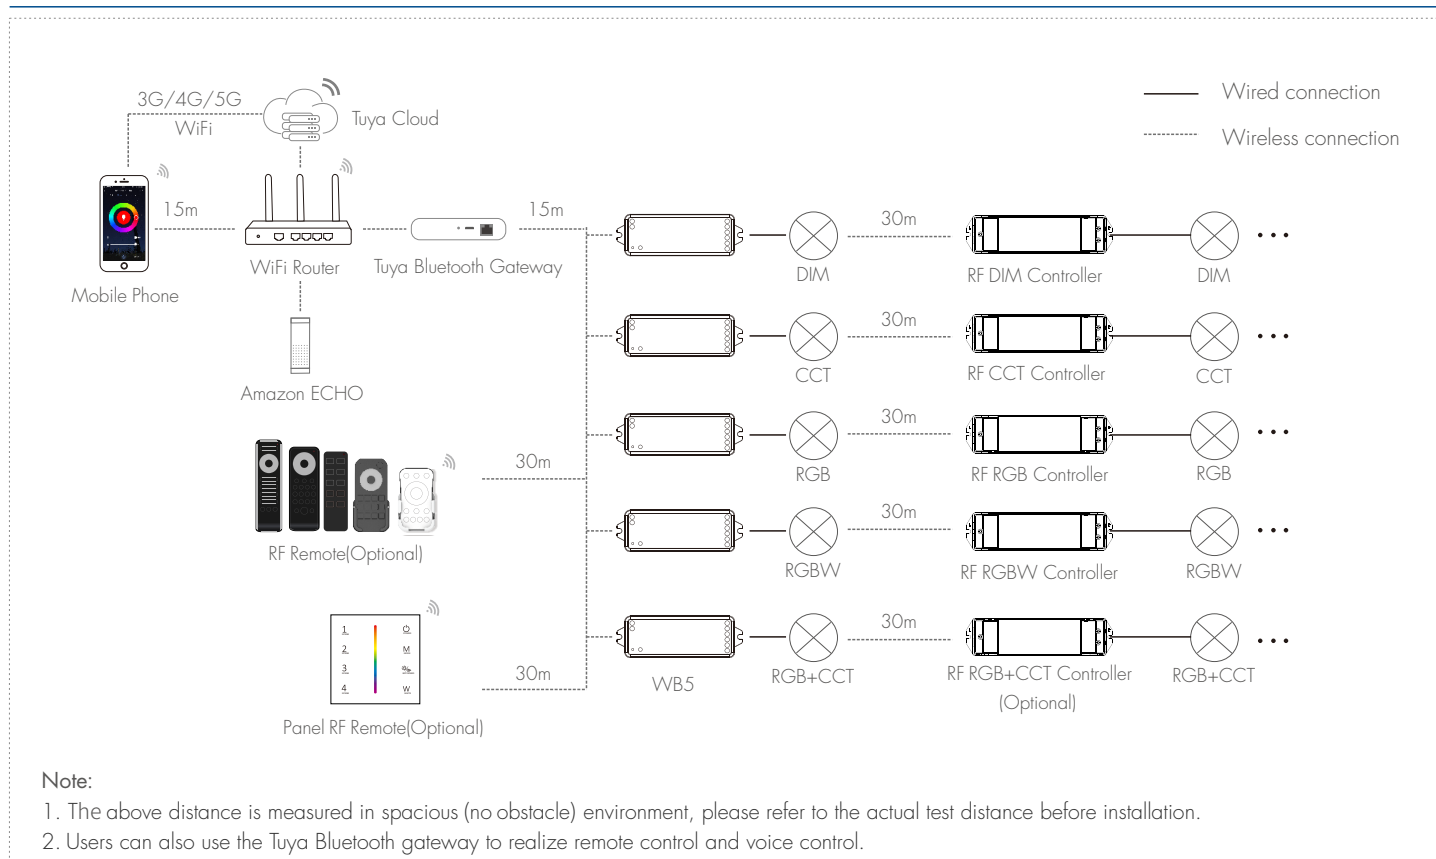 3G/4G/5G
WiFi
Tuya Cloud
Wired connection
Wireless connection
15m
15m
30m
WiFi Router
Tuya Bluetooth Gateway
DIM
RF DIM Controller
DIM
Mobile Phone
30m
Amazon ECHO
CCT
RF CCT Controller
CCT
30m
30m
RGB
RF RGB Controller
RGB
30m
RF Remote(Optional)
RGBW
RF RGBW Controller
RGBW
1
2
M
3
4
W
30m
30m
WB5
RGB+CCT
RF RGB+CCT Controller
(Optional)
RGB+CCT
Panel RF Remote(Optional)
Note:
1. The above distance is measured in spacious (no obstacle) environment, please refer to the actual test distance before installation.
2. Users can also use the Tuya Bluetooth gateway to realize remote control and voice control.